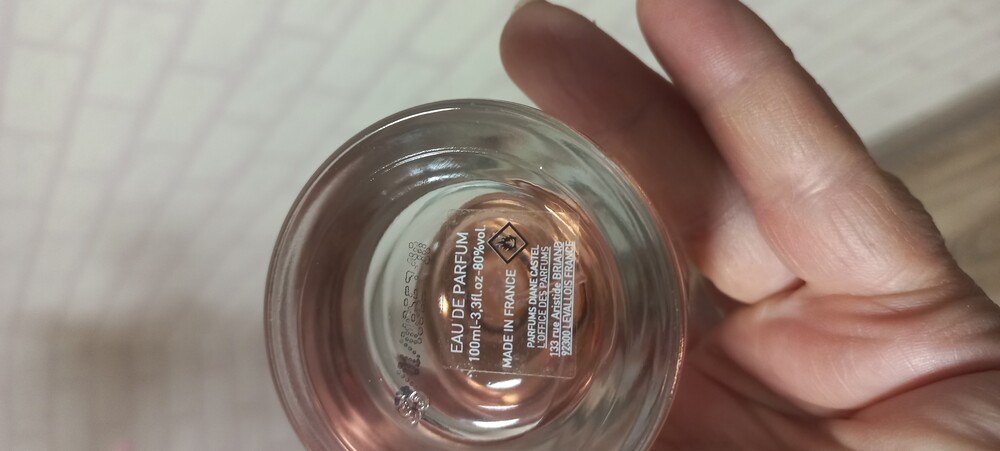 EAU DE PARFUM
100ml-3,3fl.oz-80%vol.
MADE IN FRANCE
PARFUMS DIANE CASTEL
L'OFFICE DES PARFUMS
133 rue Aristide BRIAND
92300 LEVALLOIS FRANCE